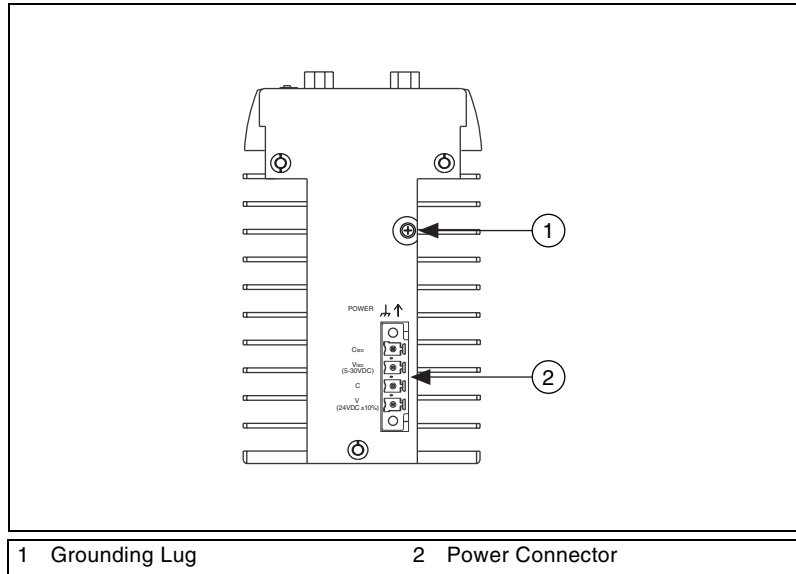 1
POWER
Ciso
Viso
(5-30VDC)
2
C
V
(24VDC ±10%)
1 Grounding Lug 2 Power Connector